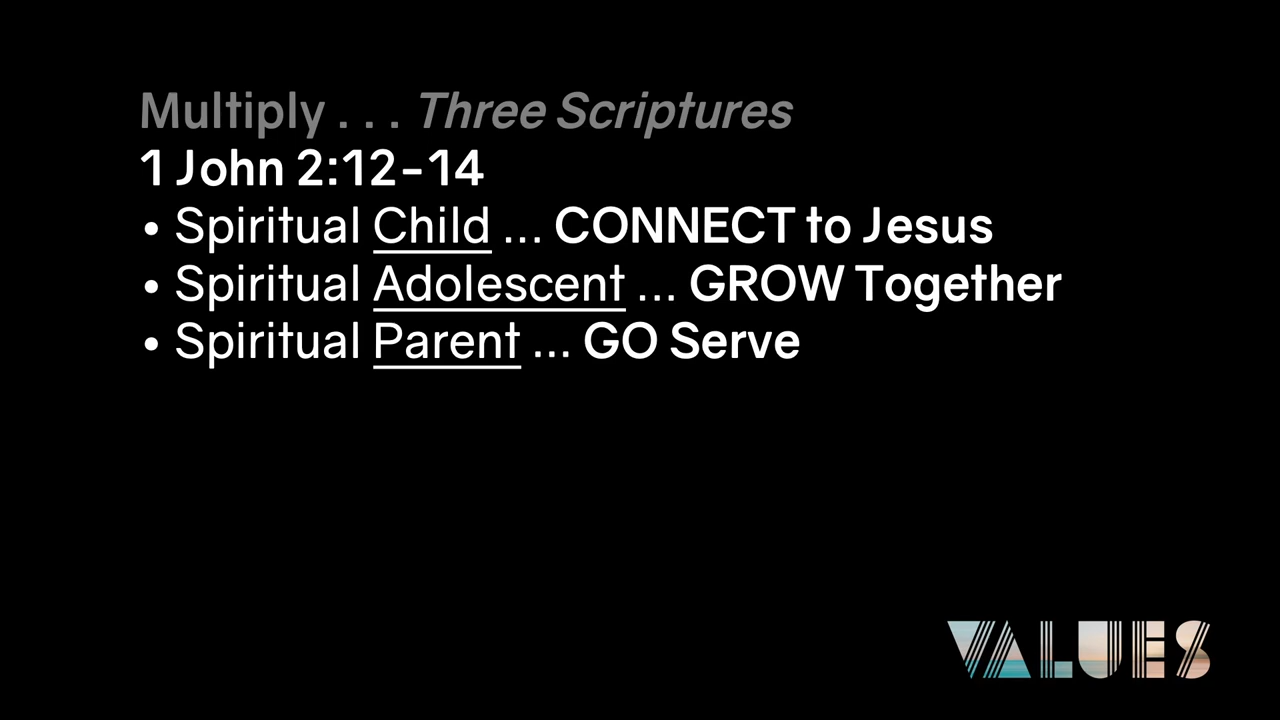 Multiply . . . Three Scriptures
1 John 2:12-14
• Spiritual Child ... CONNECT to Jesus
• Spiritual Adolescent ... GROW Together
• Spiritual Parent ... GO Serve
VALUES